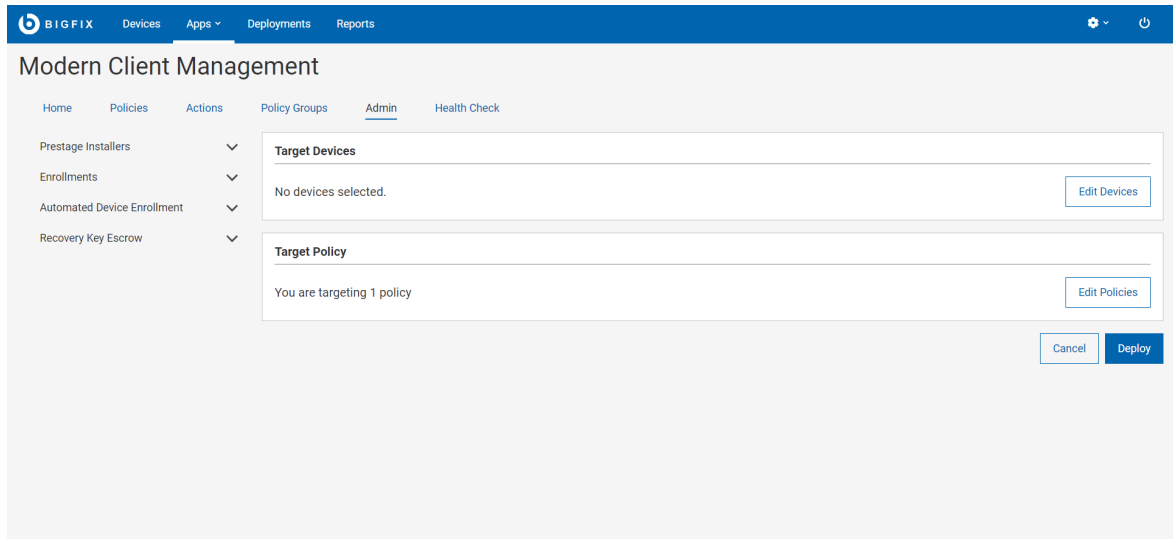 BIGFIX Devices Apps Deployments Reports
Modern Client Management
Home Policies Actions Policy Groups Admin Health Check
Prestage Installers
Enrollments
Automated Device Enrollment
Recovery Key Escrow
Target Devices
No devices selected.
Edit Devices
Target Policy
You are targeting 1 policy
Edit Policies
Cancel Deploy